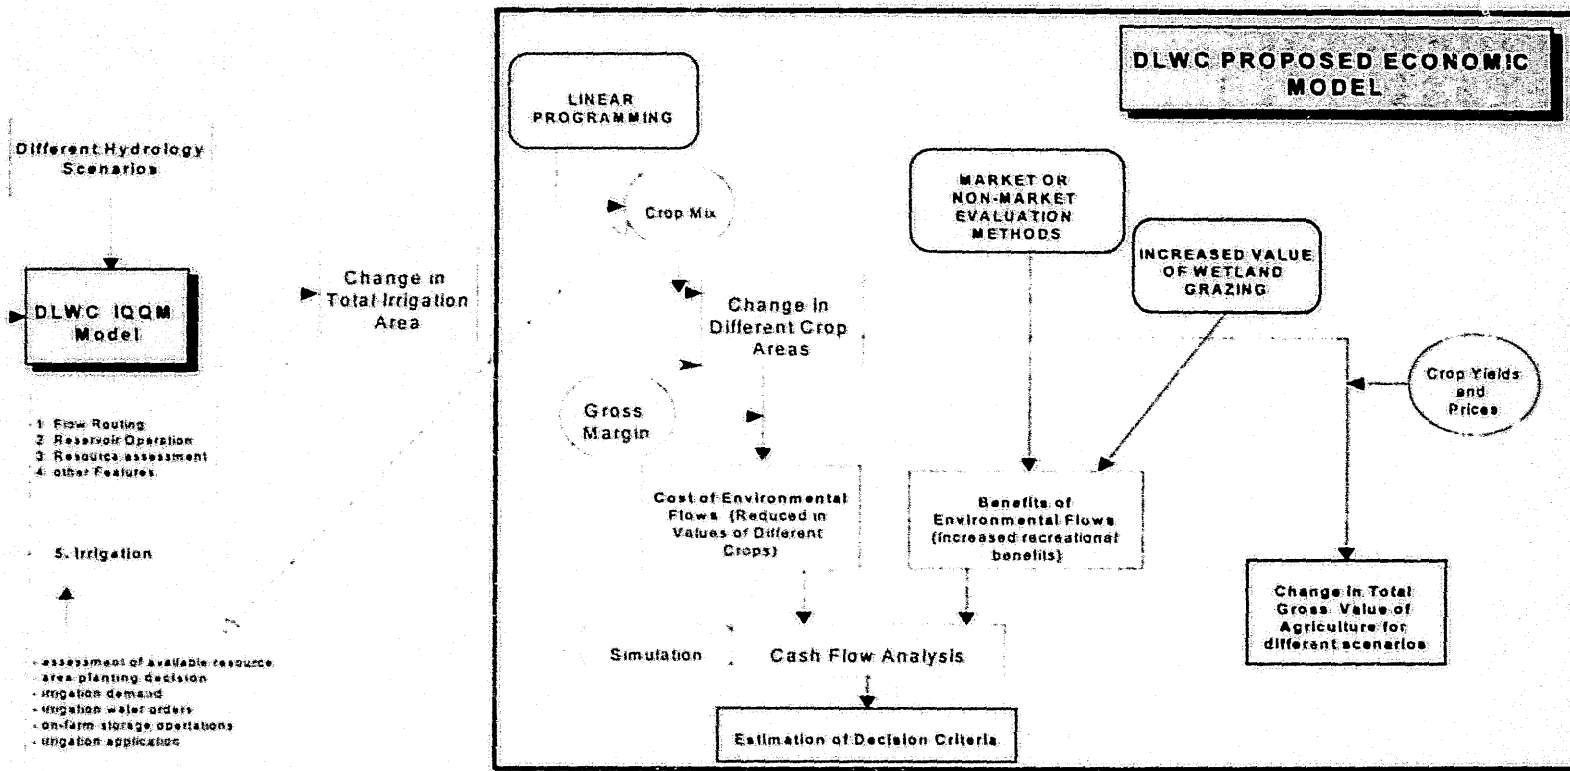 DLWC PROPOSED ECONOMIC
MODEL
LINEAR
PROGRAMMING
Different Hydrology
Scenarios
MARKET OR
NON-MARKET
EVALUATION
METHODS
Crop Mix
INCREASED VALUE
OF WETLAND
GRAZING
DLWC IQQM
Model
Change in
Total Irrigation
Area
Change In
Different Crop
Areas
Crop Yields
and
Prices
Gross
Margin
1 Flow Routing
2 Reservoir Operation
3 Resource assessment
4 other Features
Cost of Environmental
Flows (Reduced in
Values of Different
Crops)
Benefits of
Environmental Flows
(increased recreational
benefits)
5. Irrigation
Change in Total
Gross Value of
Agriculture for
different scenarios
- assessment of available resource
- area planting decision
- irrigation demand
- irrigation water orders
- on-farm storage opertations
- irrigation application
Simulation
Cash Flow Analysis
Estimation of Decision Criteria